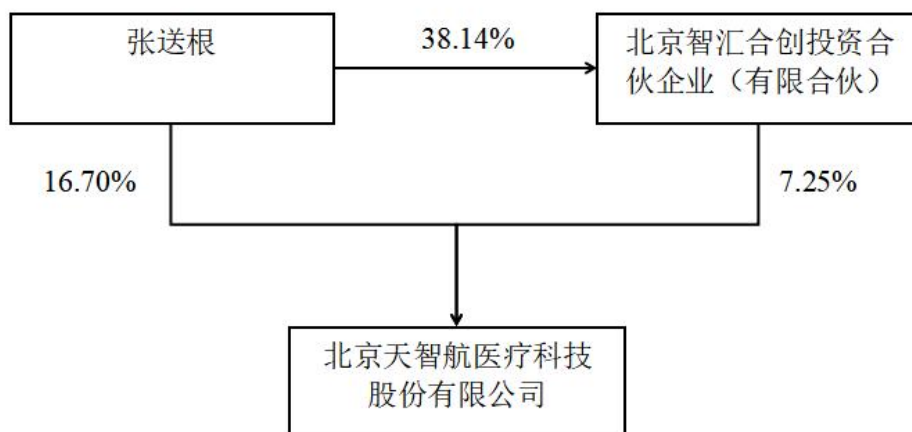 张送根
38.14%
北京智汇合创投资合
伙企业（有限合伙）
16.70%
7.25%
北京天智航医疗科技
股份有限公司